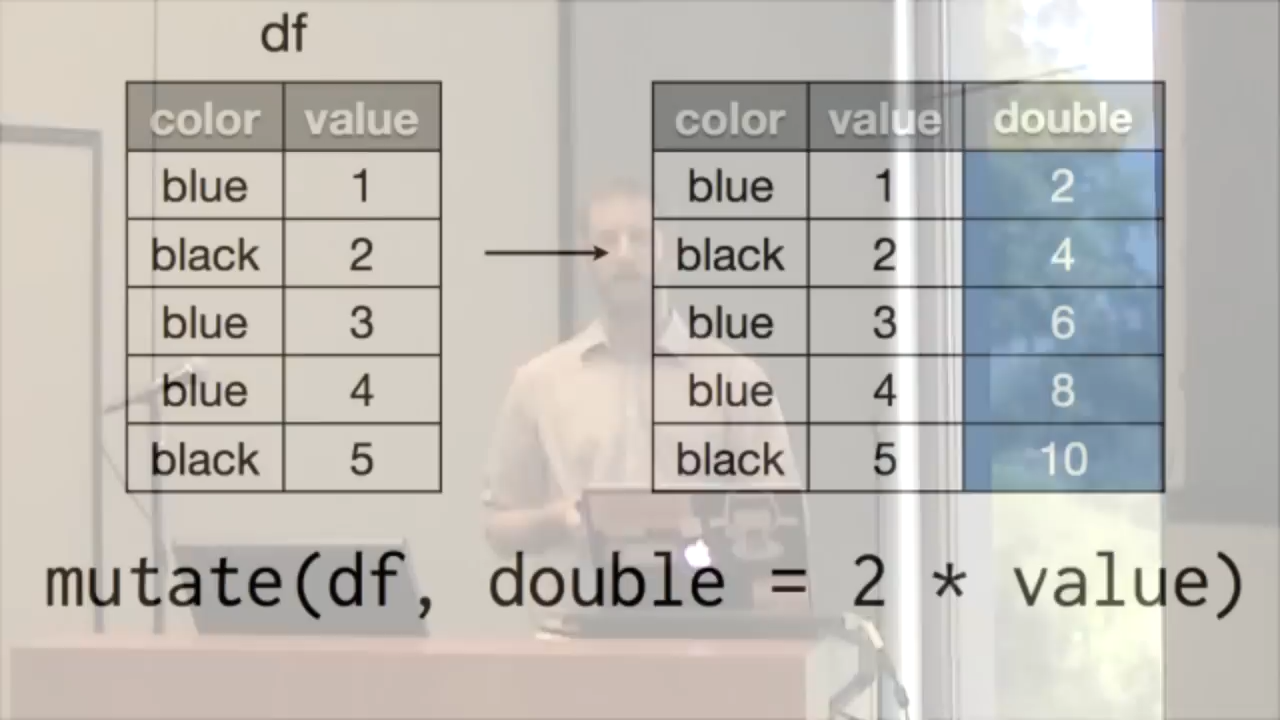 df
color value
blue 1
black 2
blue 3
blue 4
black 5
color value double
blue 1 2
black 2 4
blue 3 6
blue 4 8
black 5 10
mutate(df, double = 2 * value)